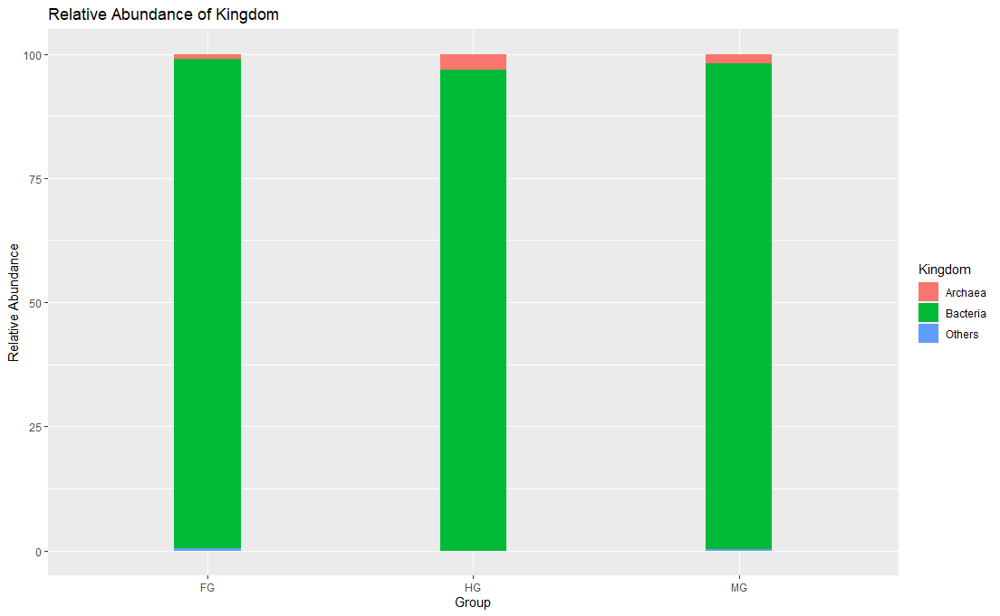 Relative Abundance of Kingdom
Relative Abundance
100
75
50
25
0
FG
HG
MG
Group
Kingdom
Archaea
Bacteria
Others